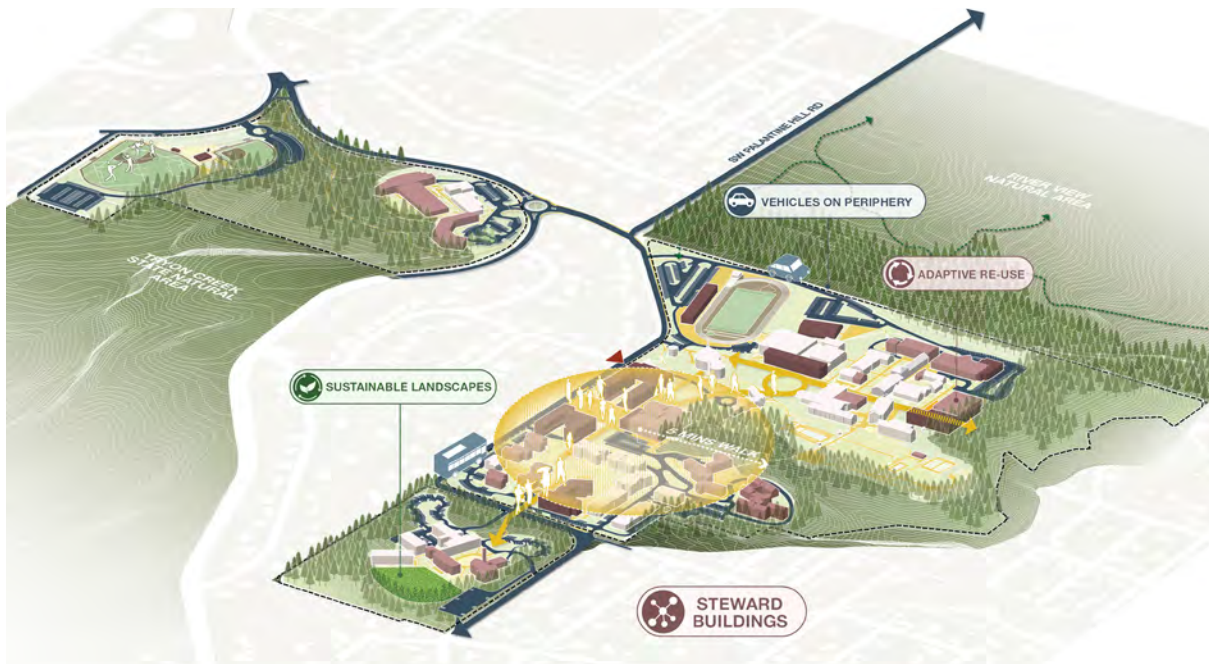 SW PALANTINE HILL RD
RIVER VIEW
NATURAL AREA
VEHICLES ON PERIPHERY
ADAPTIVE RE-USE
TRYON CREEK
STATE NATURAL
AREA
SUSTAINABLE LANDSCAPES
5 MINS WALK
STEWARD
BUILDINGS